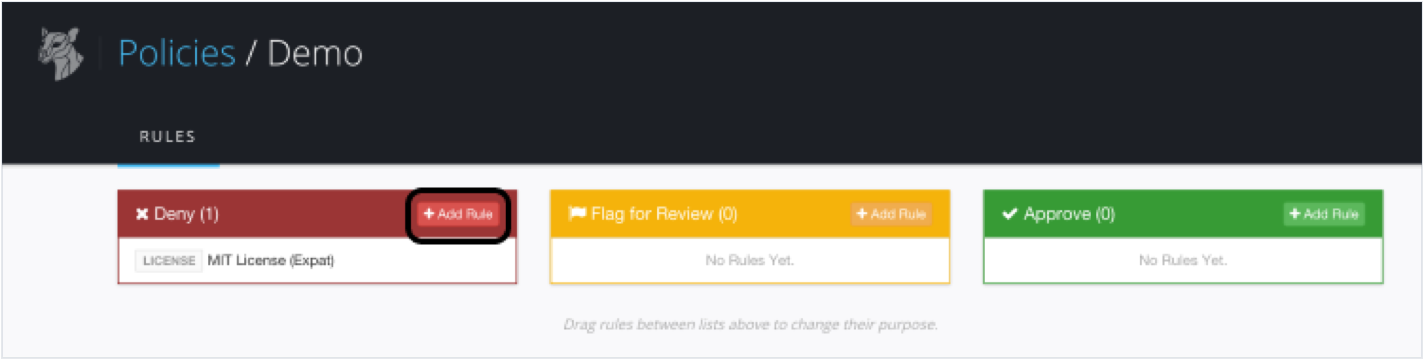 Policies / Demo
RULES
✖ Deny (1)
+ Add Rule
LICENSE MIT License (Expat)
Flag for Review (0)
+ Add Rule
No Rules Yet.
✔ Approve (0)
+ Add Rule
No Rules Yet.
Drag rules between lists above to change their purpose.